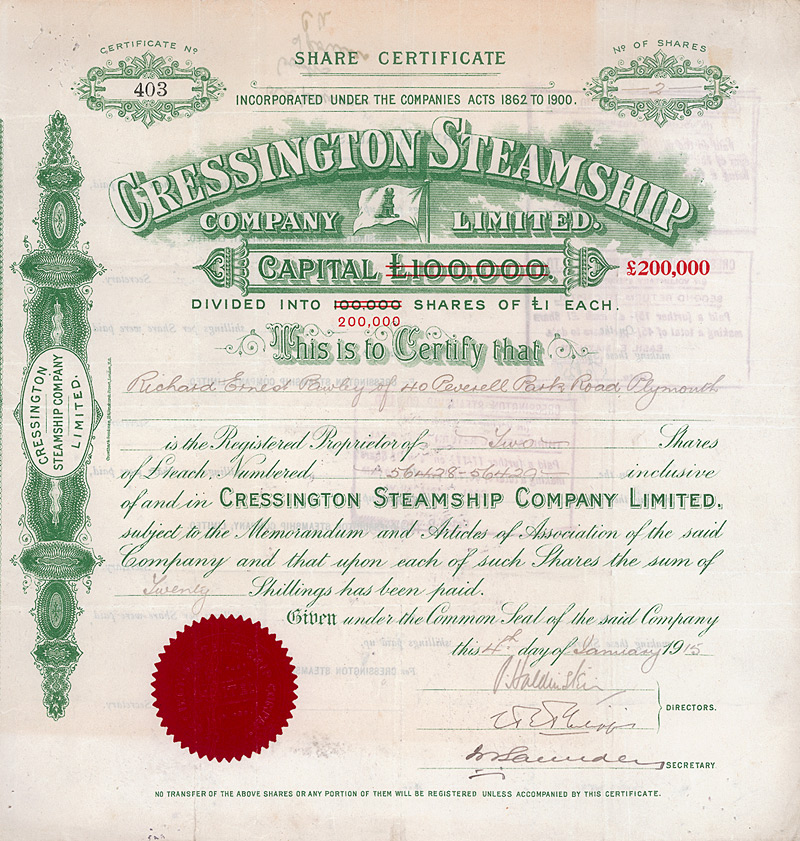 CERTIFICATE No
403
SHARE CERTIFICATE
No OF SHARES
2
INCORPORATED UNDER THE COMPANIES ACTS 1862 TO 1900.
CRESSINGTON STEAMSHIP
COMPANY LIMITED.
CAPITAL £100,000. £200,000
DIVIDED INTO 100,000 SHARES OF £1 EACH.
200,000
This is to Certify that
Richard Ernest of 40 Peverell Park Road Plymouth
is the Registered Proprietor of Two Shares
of £1 each, Numbered, 56428-56429 inclusive
of and in CRESSINGTON STEAMSHIP COMPANY LIMITED,
subject to the Memorandum and Articles of Association of the said
Company and that upon each of such Shares the sum of
Twenty Shillings has been paid.
Given under the Common Seal of the said Company
this 4th day of January 1915
DIRECTORS.
SECRETARY
NO TRANSFER OF THE ABOVE SHARES OR ANY PORTION OF THEM WILL BE REGISTERED UNLESS ACCOMPANIED BY THIS CERTIFICATE.
CRESSINGTON
STEAMSHIP COMPANY
LIMITED.